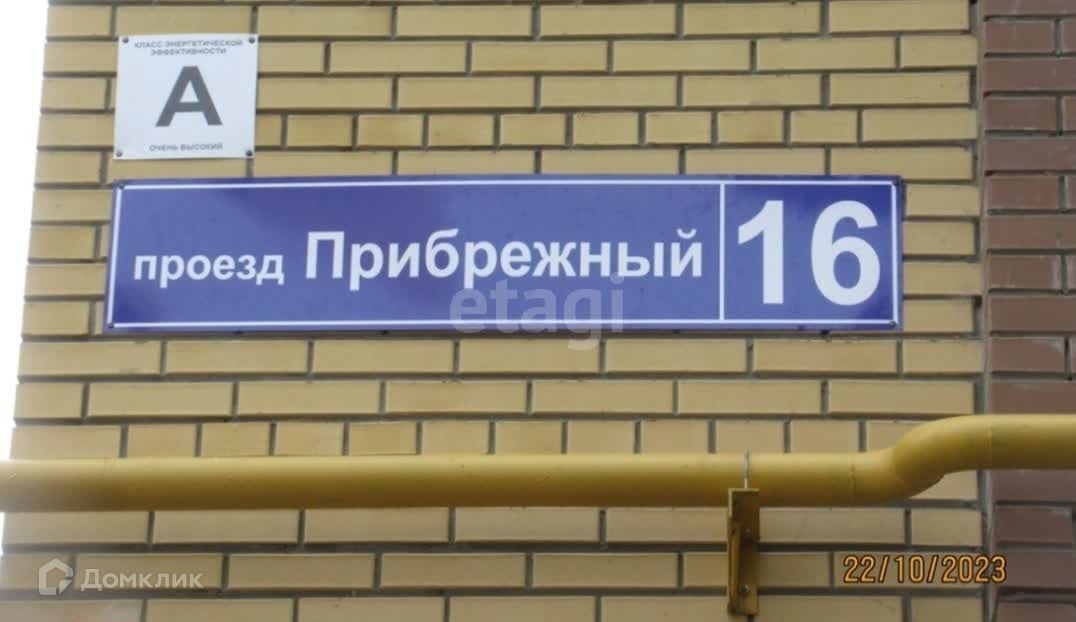 КЛАСС ЭНЕРГЕТИЧЕСКОЙ
ЭФФЕКТИВНОСТИ
А
ОЧЕНЬ ВЫСОКИЙ
проезд Прибрежный 16
etagi
Домклик
22/10/2023